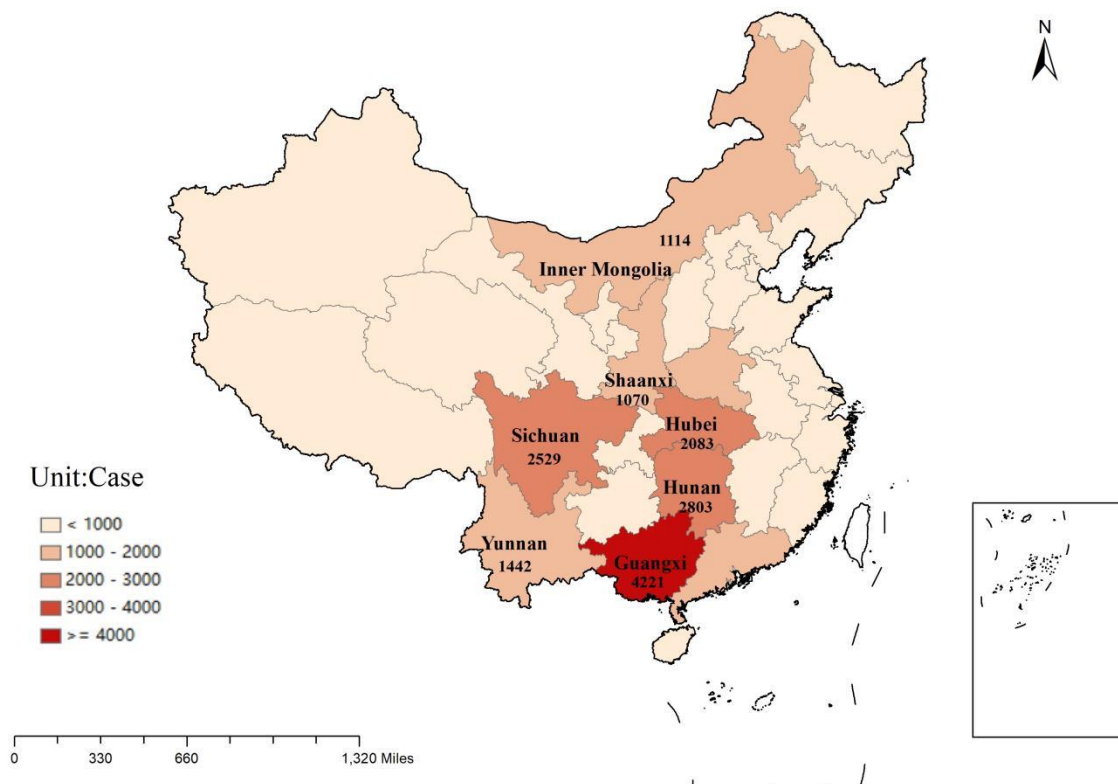 N
1114
Inner Mongolia
Shaanxi
1070
Hubei
2083
Sichuan
2529
Hunan
2803
Yunnan
1442
Guangxi
4221
Unit:Case
< 1000
1000 - 2000
2000 - 3000
3000 - 4000
>= 4000
0 330 660 1,320 Miles